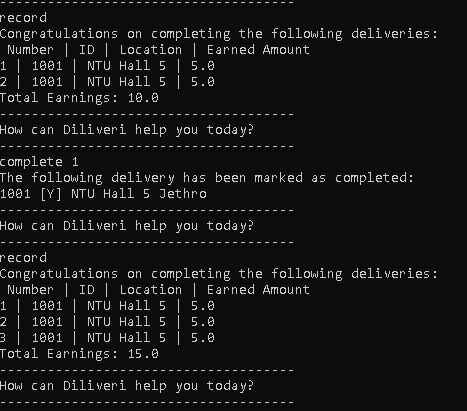 -----------------------------------
record
Congratulations on completing the following deliveries:
 Number | ID | Location | Earned Amount
1 | 1001 | NTU Hall 5 | 5.0
2 | 1001 | NTU Hall 5 | 5.0
Total Earnings: 10.0
-----------------------------------
How can Diliveri help you today?
-----------------------------------
complete 1
The following delivery has been marked as completed:
1001 [Y] NTU Hall 5 Jethro
-----------------------------------
How can Diliveri help you today?
-----------------------------------
record
Congratulations on completing the following deliveries:
 Number | ID | Location | Earned Amount
1 | 1001 | NTU Hall 5 | 5.0
2 | 1001 | NTU Hall 5 | 5.0
3 | 1001 | NTU Hall 5 | 5.0
Total Earnings: 15.0
-----------------------------------
How can Diliveri help you today?
-----------------------------------